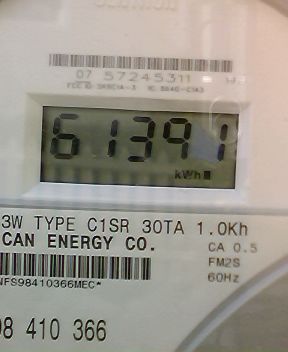 07 57245311
61391
kWh
3W TYPE C1SR 30TA 1.0Kh
CAN ENERGY CO.
CA 0.5
FM2S
60Hz
NFS98410366MEC*
98 410 366